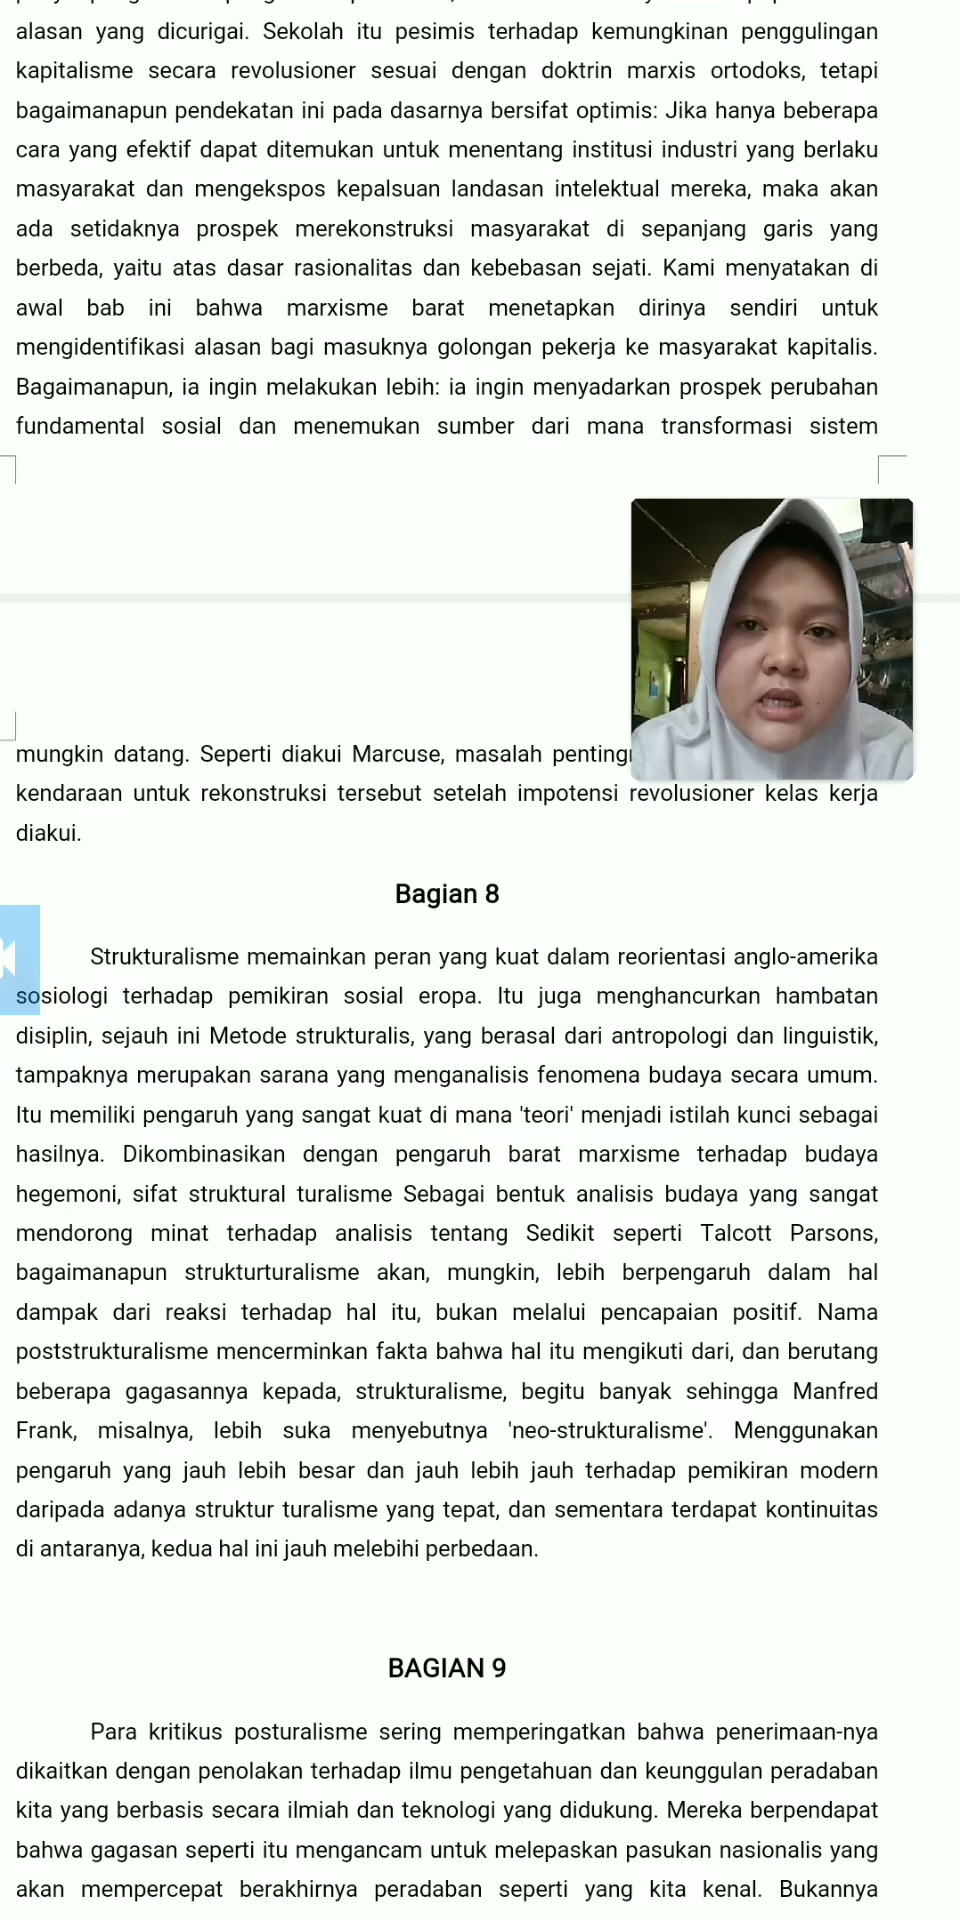 alasan yang dicurigai. Sekolah itu pesimis terhadap kemungkinan penggulingan
kapitalisme secara revolusioner sesuai dengan doktrin marxis ortodoks, tetapi
bagaimanapun pendekatan ini pada dasarnya bersifat optimis: Jika hanya beberapa
cara yang efektif dapat ditemukan untuk menentang institusi industri yang berlaku
masyarakat dan mengekspos kepalsuan landasan intelektual mereka, maka akan
ada setidaknya prospek merekonstruksi masyarakat di sepanjang garis yang
berbeda, yaitu atas dasar rasionalitas dan kebebasan sejati. Kami menyatakan di
awal bab ini bahwa marxisme barat menetapkan dirinya sendiri untuk
mengidentifikasi alasan bagi masuknya golongan pekerja ke masyarakat kapitalis.
Bagaimanapun, ia ingin melakukan lebih: ia ingin menyadarkan prospek perubahan
fundamental sosial dan menemukan sumber dari mana transformasi sistem
mungkin datang. Seperti diakui Marcuse, masalah
kendaraan untuk rekonstruksi tersebut setelah impotensi revolusioner kelas kerja
diakui.
Bagian 8
Strukturalisme memainkan peran yang kuat dalam reorientasi anglo-amerika
sosiologi terhadap pemikiran sosial eropa. Itu juga menghancurkan hambatan
disiplin, sejauh ini Metode strukturalis, yang berasal dari antropologi dan linguistik,
tampaknya merupakan sarana yang menganalisis fenomena budaya secara umum.
Itu memiliki pengaruh yang sangat kuat di mana 'teori' menjadi istilah kunci sebagai
hasilnya. Dikombinasikan dengan pengaruh barat marxisme terhadap budaya
hegemoni, sifat struktural turalisme Sebagai bentuk analisis budaya yang sangat
mendorong minat terhadap analisis tentang Sedikit seperti Talcott Parsons,
bagaimanapun strukturturalisme akan, mungkin, lebih berpengaruh dalam hal
dampak dari reaksi terhadap hal itu, bukan melalui pencapaian positif. Nama
poststrukturalisme mencerminkan fakta bahwa hal itu mengikuti dari, dan berutang
beberapa gagasannya kepada, strukturalisme, begitu banyak sehingga Manfred
Frank, misalnya, lebih suka menyebutnya 'neo-strukturalisme'. Menggunakan
pengaruh yang jauh lebih besar dan jauh lebih jauh terhadap pemikiran modern
daripada adanya struktur turalisme yang tepat, dan sementara terdapat kontinuitas
di antaranya, kedua hal ini jauh melebihi perbedaan.
BAGIAN 9
Para kritikus posturalisme sering memperingatkan bahwa penerimaan-nya
dikaitkan dengan penolakan terhadap ilmu pengetahuan dan keunggulan peradaban
kita yang berbasis secara ilmiah dan teknologi yang didukung. Mereka berpendapat
bahwa gagasan seperti itu mengancam untuk melepaskan pasukan nasionalis yang
akan mempercepat berakhirnya peradaban seperti yang kita kenal. Bukannya